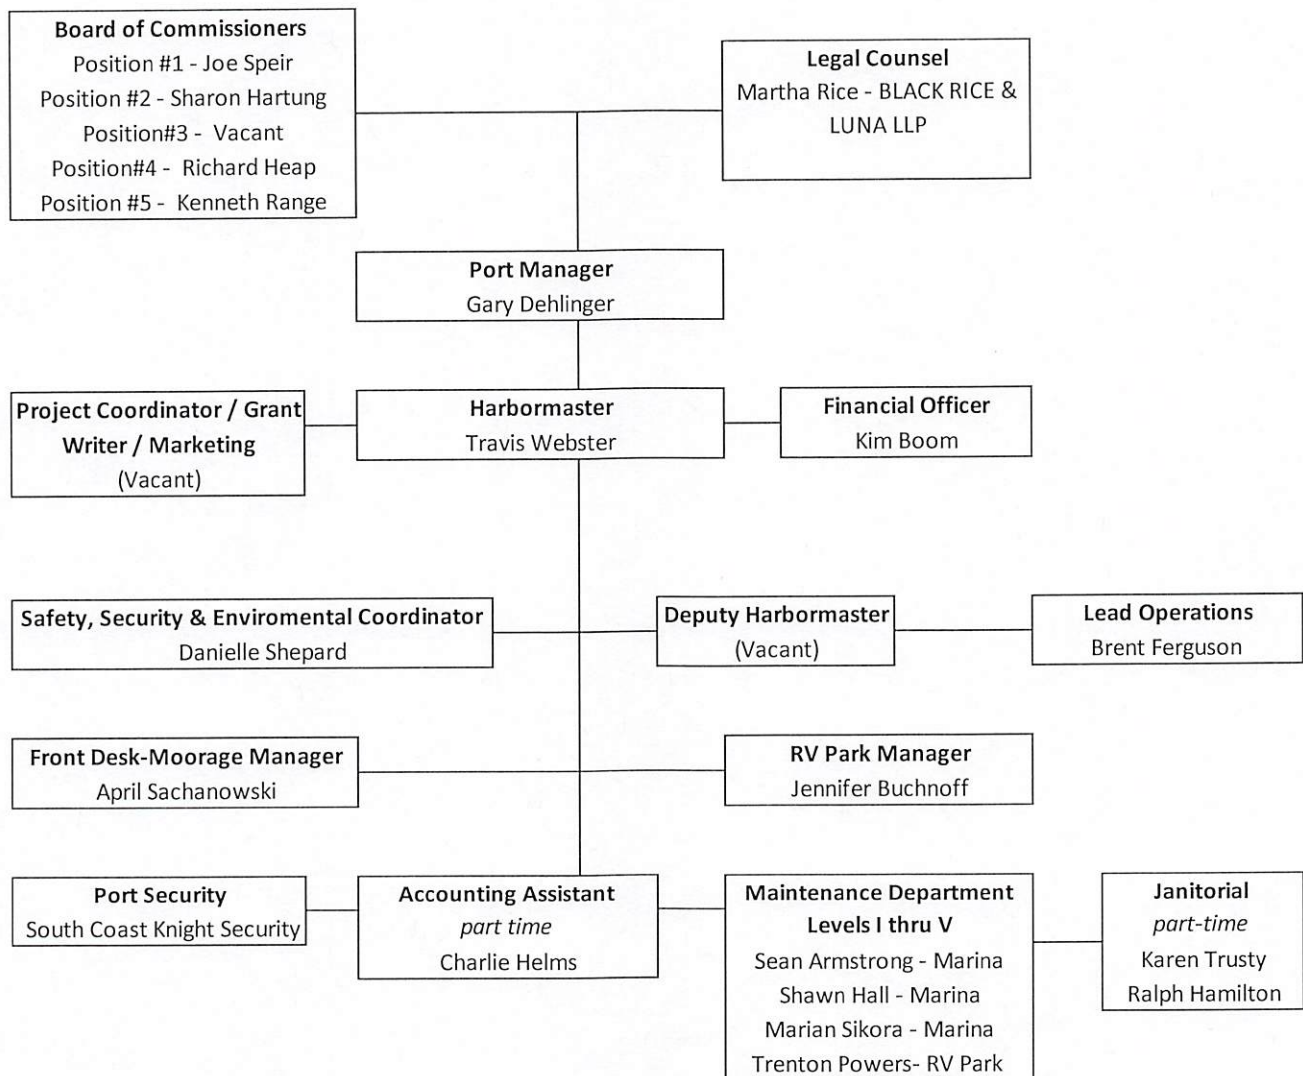 Board of Commissioners
Position #1 - Joe Speir
Position #2 - Sharon Hartung
Position#3 - Vacant
Position#4 - Richard Heap
Position #5 - Kenneth Range
Legal Counsel
Martha Rice - BLACK RICE &
LUNA LLP
Port Manager
Gary Dehlinger
Project Coordinator / Grant
Writer / Marketing
(Vacant)
Harbormaster
Travis Webster
Financial Officer
Kim Boom
Safety, Security & Enviromental Coordinator
Danielle Shepard
Deputy Harbormaster
(Vacant)
Lead Operations
Brent Ferguson
Front Desk-Moorage Manager
April Sachanowski
RV Park Manager
Jennifer Buchnoff
Port Security
South Coast Knight Security
Accounting Assistant
part time
Charlie Helms
Maintenance Department
Levels I thru V
Sean Armstrong - Marina
Shawn Hall - Marina
Marian Sikora - Marina
Trenton Powers- RV Park
Janitorial
part-time
Karen Trusty
Ralph Hamilton